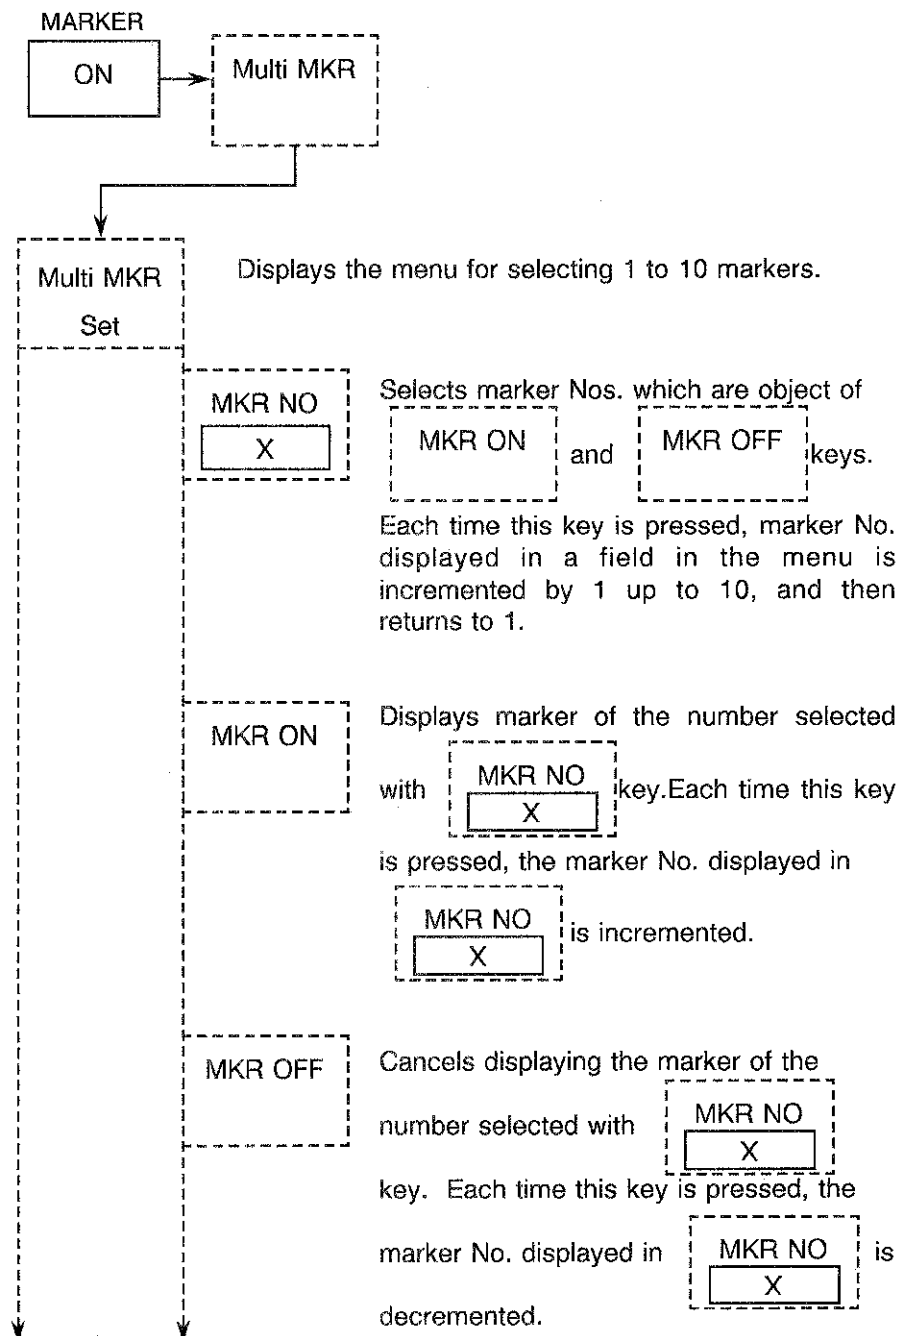 MARKER
ON
Multi MKR
Multi MKR
Set
Displays the menu for selecting 1 to 10 markers.
MKR NO
X
Selects marker Nos. which are object of
MKR ON and MKR OFF keys.
Each time this key is pressed, marker No.
displayed in a field in the menu is
incremented by 1 up to 10, and then
returns to 1.
MKR ON
Displays marker of the number selected
with MKR NO X key.Each time this key
is pressed, the marker No. displayed in
MKR NO X is incremented.
MKR OFF
Cancels displaying the marker of the
number selected with MKR NO X
key. Each time this key is pressed, the
marker No. displayed in MKR NO X is
decremented.